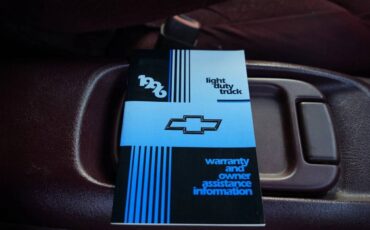 1996
light
duty
truck
warranty
and
owner
assistance
information